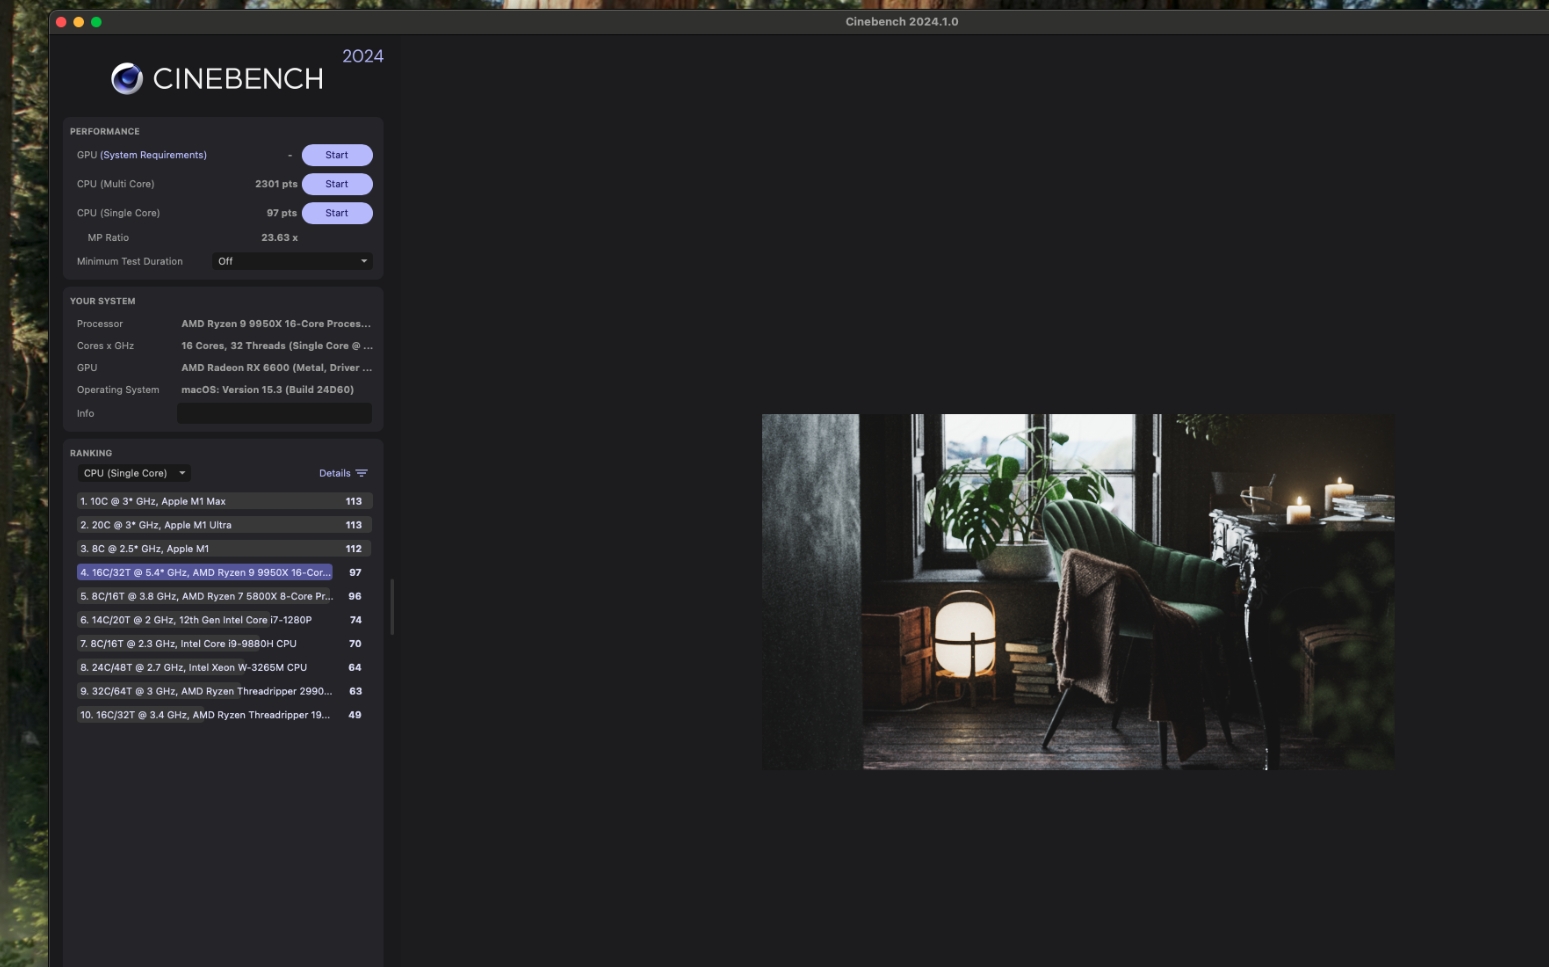 Cinebench 2024.1.0
2024
CINEBENCH
PERFORMANCE
GPU (System Requirements) - Start
CPU (Multi Core) 2301 pts Start
CPU (Single Core) 97 pts Start
MP Ratio 23.63 x
Minimum Test Duration Off
YOUR SYSTEM
Processor AMD Ryzen 9 9950X 16-Core Proces...
Cores x GHz 16 Cores, 32 Threads (Single Core @ ...
GPU AMD Radeon RX 6600 (Metal, Driver ...
Operating System macOS: Version 15.3 (Build 24D60)
Info
RANKING
CPU (Single Core) Details
1. 10C @ 3* GHz, Apple M1 Max 113
2. 20C @ 3* GHz, Apple M1 Ultra 113
3. 8C @ 2.5* GHz, Apple M1 112
4. 16C/32T @ 5.4* GHz, AMD Ryzen 9 9950X 16-Cor... 97
5. 8C/16T @ 3.8 GHz, AMD Ryzen 7 5800X 8-Core Pr... 96
6. 14C/20T @ 2 GHz, 12th Gen Intel Core i7-1280P 74
7. 8C/16T @ 2.3 GHz, Intel Core i9-9880H CPU 70
8. 24C/48T @ 2.7 GHz, Intel Xeon W-3265M CPU 64
9. 32C/64T @ 3 GHz, AMD Ryzen Threadripper 2990... 63
10. 16C/32T @ 3.4 GHz, AMD Ryzen Threadripper 19... 49